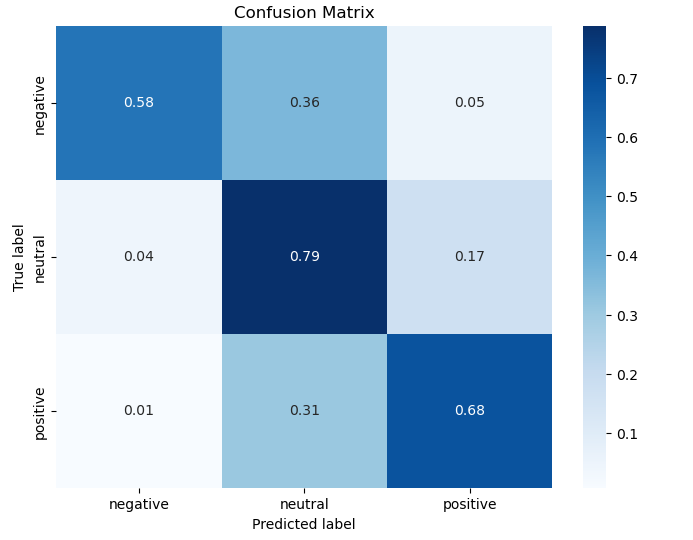 Confusion Matrix
True label
negative
0.58 0.36 0.05
neutral
0.04 0.79 0.17
positive
0.01 0.31 0.68
negative neutral positive
Predicted label
0.7
0.6
0.5
0.4
0.3
0.2
0.1